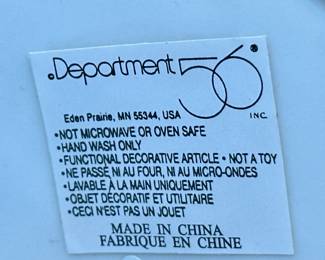 .Department 56®
Eden Prairie, MN 55344, USA INC.
•NOT MICROWAVE OR OVEN SAFE
•HAND WASH ONLY
•FUNCTIONAL DECORATIVE ARTICLE • NOT A TOY
•NE PASSÉ NI AU FOUR, NI AU MICRO-ONDES
•LAVABLE À LA MAIN UNIQUEMENT
•OBJET DÉCORATIF ET UTILITAIRE
•CECI N'EST PAS UN JOUET
MADE IN CHINA
FABRIQUE EN CHINE